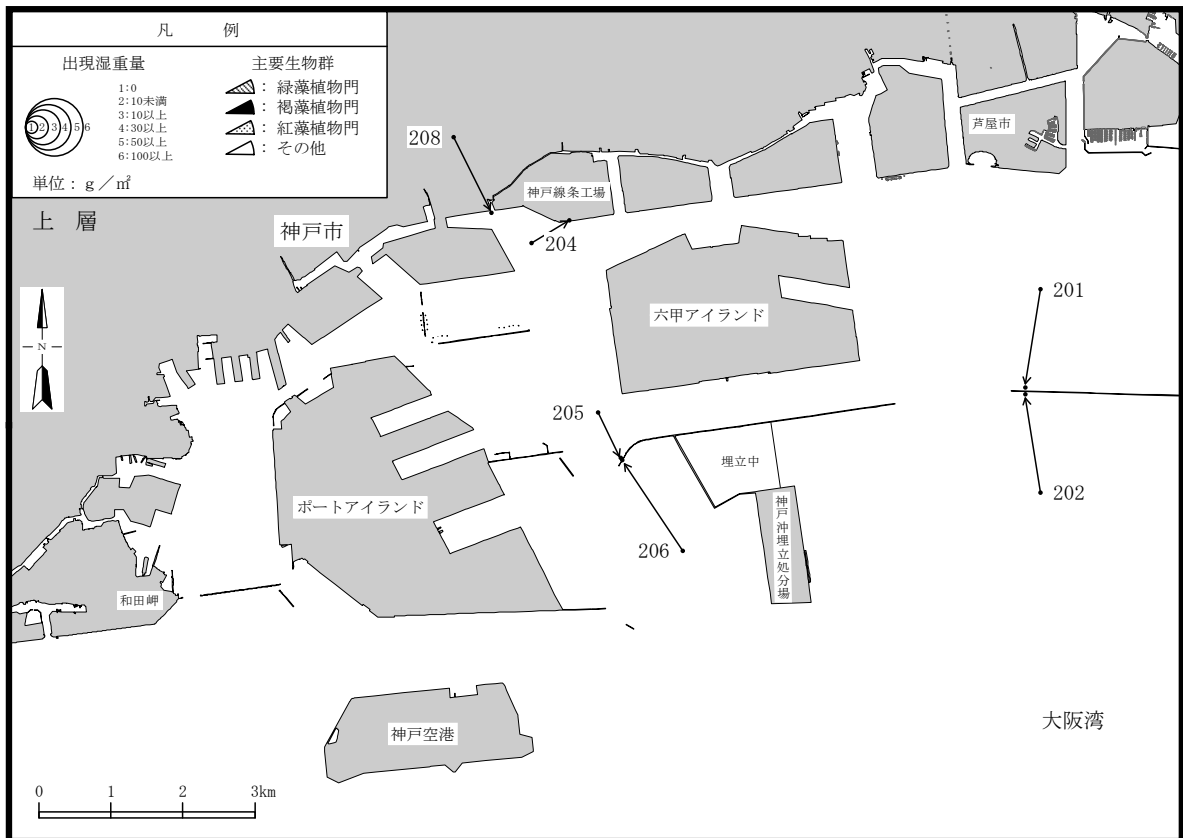 凡 例
出現湿重量
1:0
2:10未満
3:10以上
4:30以上
5:50以上
6:100以上
1 2 3 4 5 6
単位:g/㎡
主要生物群
: 緑藻植物門
: 褐藻植物門
: 紅藻植物門
: その他
上 層
N
208
神戸線条工場
芦屋市
神戸市
204
六甲アイランド
201
205
埋立中
ポートアイランド
202
206
神戸沖埋立処分場
和田岬
大阪湾
神戸空港
0 1 2 3km